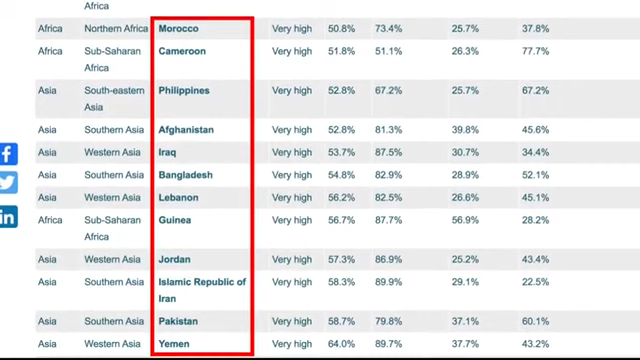 Africa
Africa Northern Africa Morocco Very high 50.8% 73.4% 25.7% 37.8%
Africa Sub-Saharan Africa Cameroon Very high 51.8% 51.1% 26.3% 77.7%
Asia South-eastern Asia Philippines Very high 52.8% 67.2% 25.7% 67.2%
Asia Southern Asia Afghanistan Very high 52.8% 81.3% 39.8% 45.6%
Asia Western Asia Iraq Very high 53.7% 87.5% 30.7% 34.4%
Asia Southern Asia Bangladesh Very high 54.8% 82.9% 28.9% 52.1%
Asia Western Asia Lebanon Very high 56.2% 82.5% 26.6% 45.1%
Africa Sub-Saharan Africa Guinea Very high 56.7% 87.7% 56.9% 28.2%
Asia Western Asia Jordan Very high 57.3% 86.9% 25.2% 43.4%
Asia Southern Asia Islamic Republic of Iran Very high 58.3% 89.9% 29.1% 22.5%
Asia Southern Asia Pakistan Very high 58.7% 79.8% 37.1% 60.1%
Asia Western Asia Yemen Very high 64.0% 89.7% 37.7% 43.2%